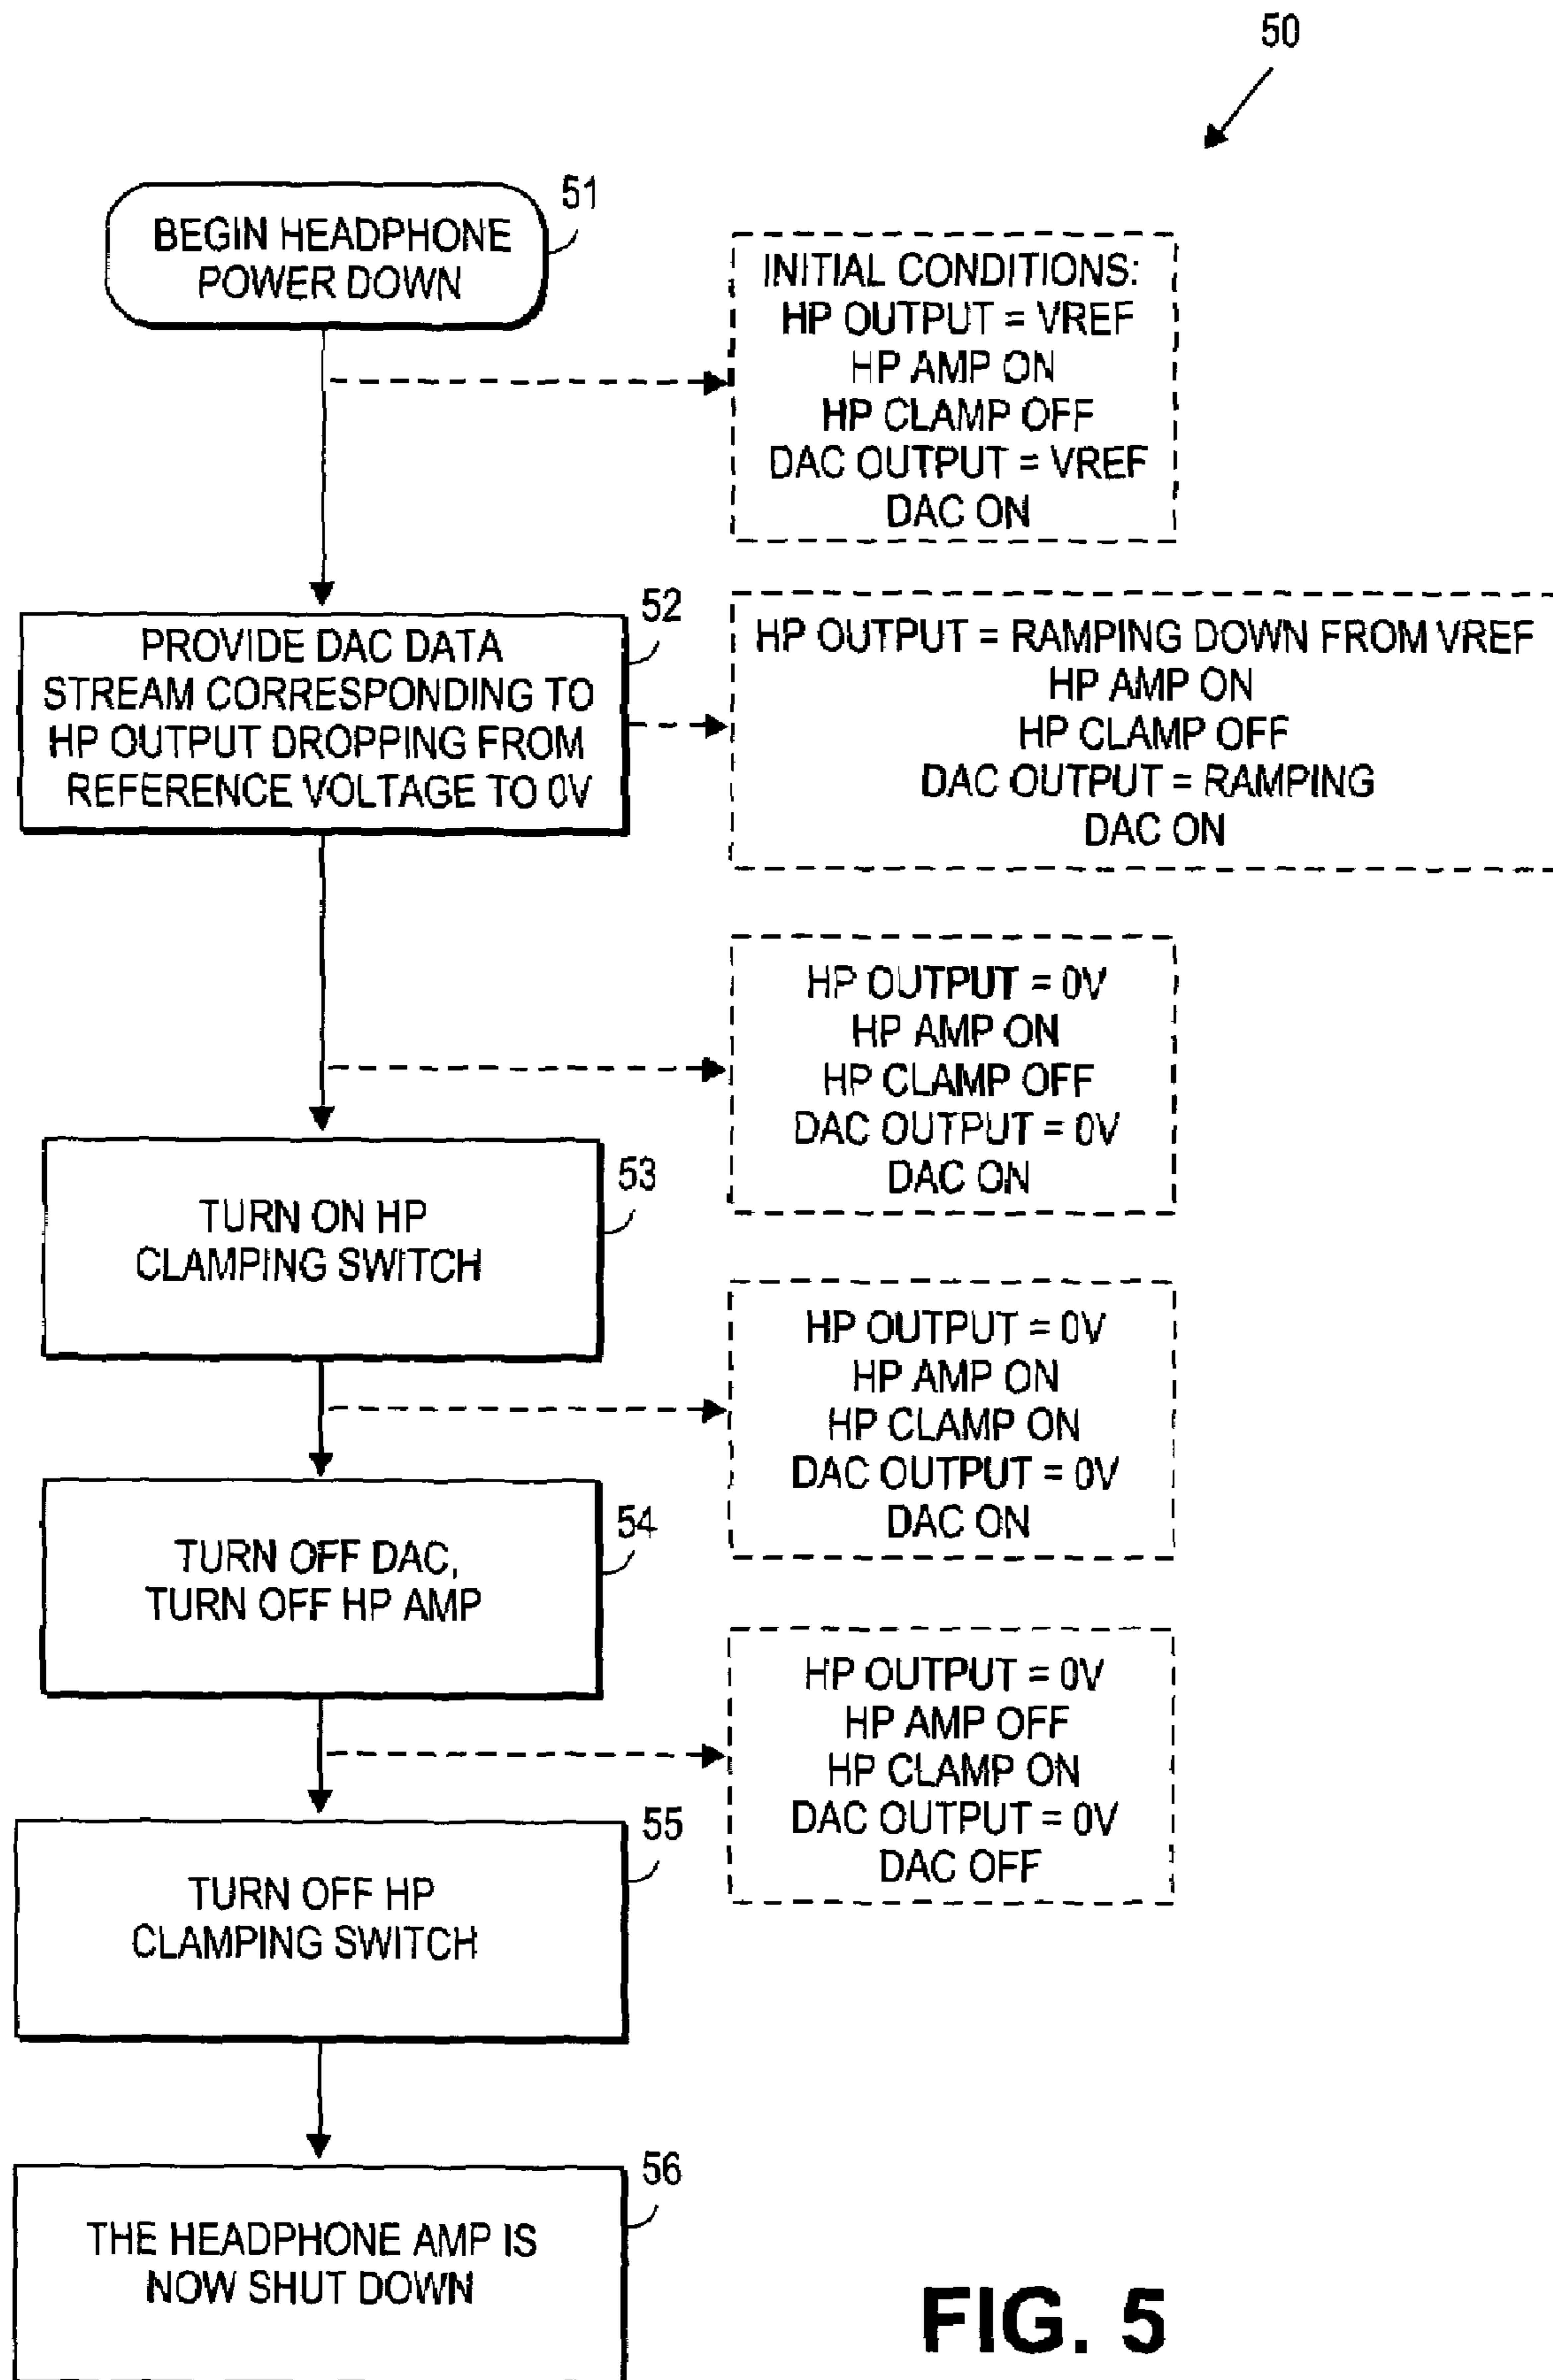 50
51
BEGIN HEADPHONE
POWER DOWN
INITIAL CONDITIONS:
HP OUTPUT = VREF
HP AMP ON
HP CLAMP OFF
DAC OUTPUT = VREF
DAC ON
52
PROVIDE DAC DATA
STREAM CORRESPONDING TO
HP OUTPUT DROPPING FROM
REFERENCE VOLTAGE TO 0V
HP OUTPUT = RAMPING DOWN FROM VREF
HP AMP ON
HP CLAMP OFF
DAC OUTPUT = RAMPING
DAC ON
HP OUTPUT = 0V
HP AMP ON
HP CLAMP OFF
DAC OUTPUT = 0V
DAC ON
53
TURN ON HP
CLAMPING SWITCH
HP OUTPUT = 0V
HP AMP ON
HP CLAMP ON
DAC OUTPUT = 0V
DAC ON
54
TURN OFF DAC,
TURN OFF HP AMP
HP OUTPUT = 0V
HP AMP OFF
HP CLAMP ON
DAC OUTPUT = 0V
DAC OFF
55
TURN OFF HP
CLAMPING SWITCH
56
THE HEADPHONE AMP IS
NOW SHUT DOWN
FIG. 5